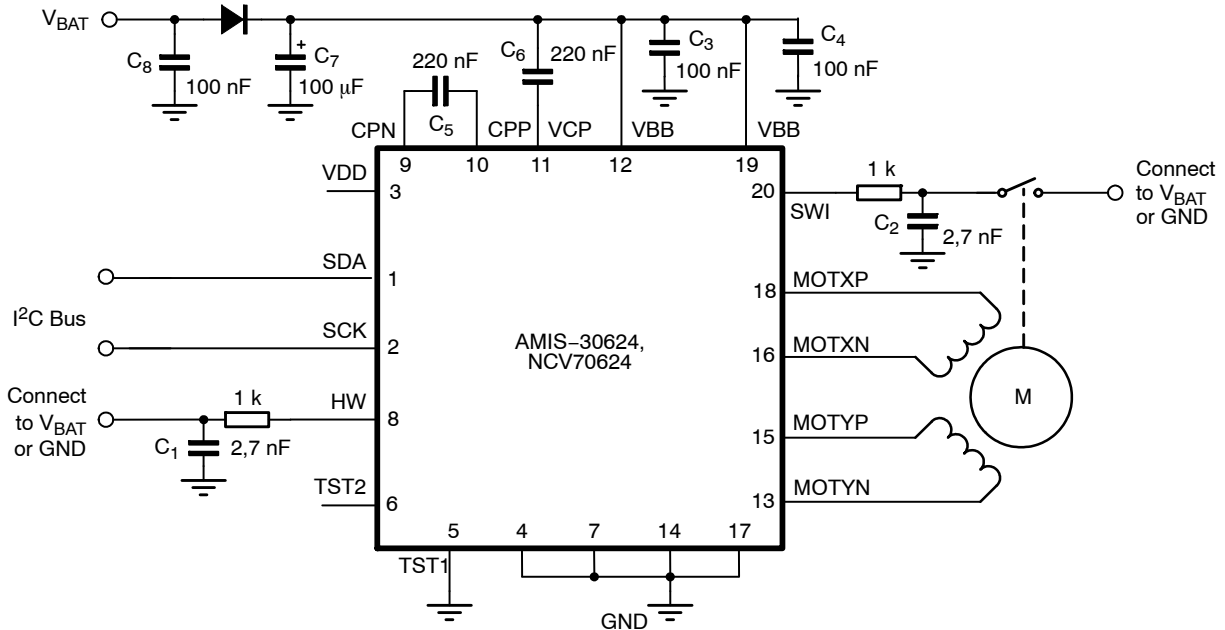 VBAT
C8
100 nF
+
C7
100 μF
220 nF
C5
C6
220 nF
C3
100 nF
C4
100 nF
CPN
CPP
VCP
VBB
VBB
9
10
11
12
19
VDD
3
20
SWI
1 k
C2
2,7 nF
Connect
to VBAT
or GND
SDA
1
I2C Bus
SCK
2
18
MOTXP
16
MOTXN
AMIS−30624,
NCV70624
M
Connect
to VBAT
or GND
1 k
C1
2,7 nF
HW
8
15
MOTYP
13
MOTYN
TST2
6
5
4
7
14
17
TST1
GND